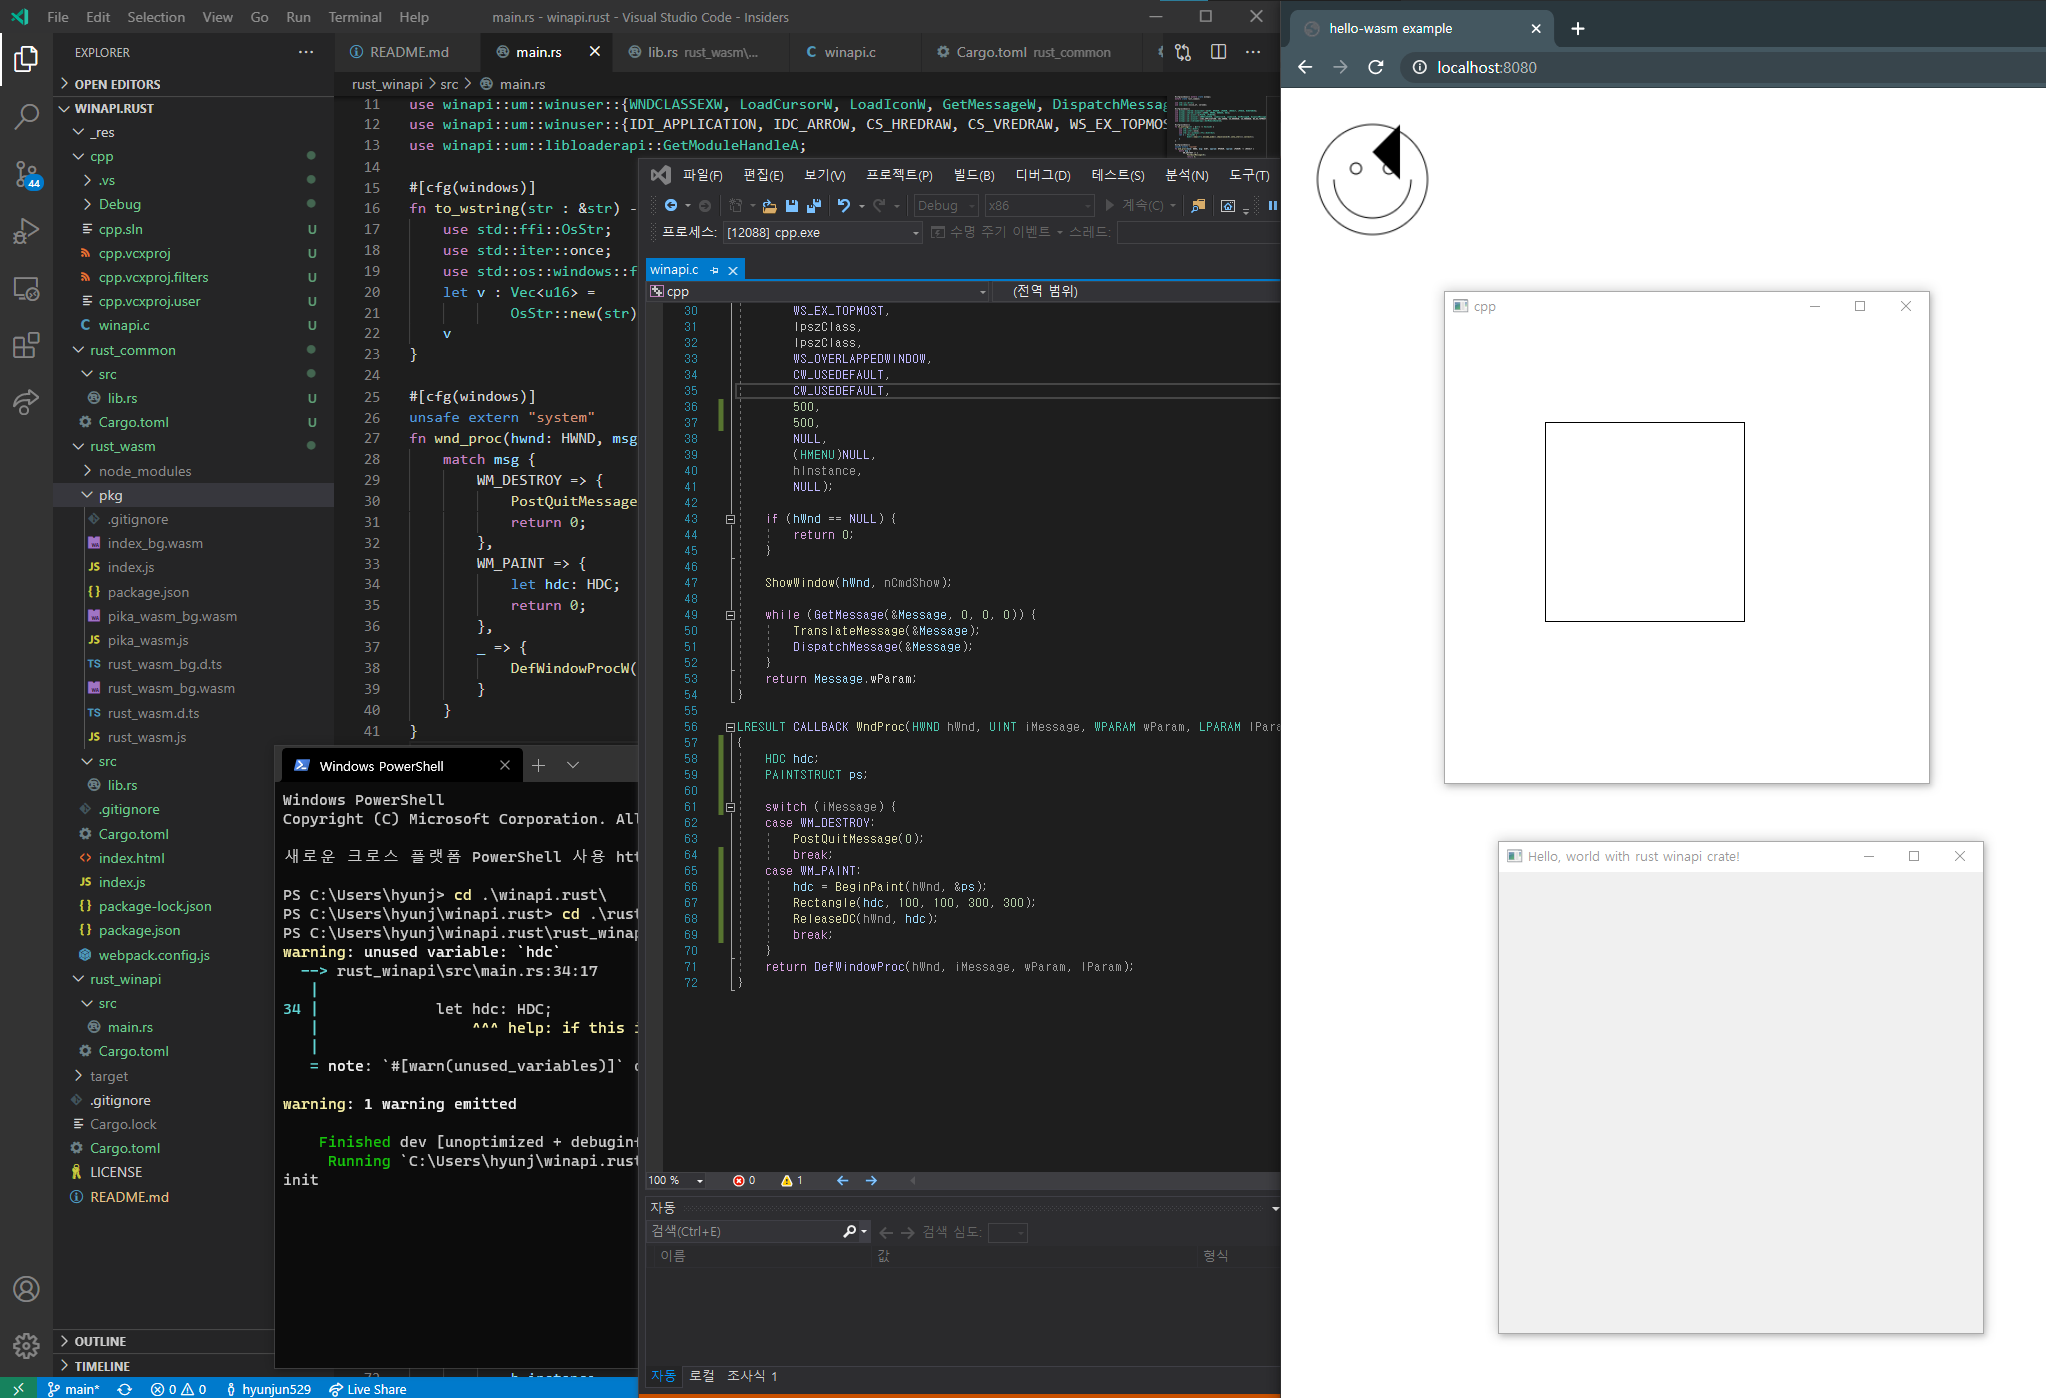 File Edit Selection View Go Run Terminal Help
main.rs - winapi.rust - Visual Studio Code - Insiders
EXPLORER
OPEN EDITORS
WINAPI.RUST
_res
cpp
.vs
Debug
cpp.sln U
cpp.vcxproj U
cpp.vcxproj.filters U
cpp.vcxproj.user U
C winapi.c U
rust_common
src
lib.rs U
Cargo.toml U
rust_wasm
node_modules
pkg
.gitignore
index_bg.wasm
JS index.js
{} package.json
pika_wasm_bg.wasm
JS pika_wasm.js
TS rust_wasm_bg.d.ts
rust_wasm_bg.wasm
TS rust_wasm.d.ts
JS rust_wasm.js
src
lib.rs
.gitignore
Cargo.toml
<> index.html
JS index.js
{} package-lock.json
{} package.json
webpack.config.js
rust_winapi
src
main.rs
Cargo.toml
target
.gitignore
Cargo.lock
Cargo.toml
LICENSE
README.md
OUTLINE
TIMELINE
44
main* 0 0 hyunjun529 Live Share
README.md main.rs lib.rs rust_wasm\... C winapi.c Cargo.toml rust_common
rust_winapi > src > main.rs
11 use winapi::um::winuser::{WNDCLASSEXW, LoadCursorW, LoadIconW, GetMessageW, DispatchMessag
12 use winapi::um::winuser::{IDI_APPLICATION, IDC_ARROW, CS_HREDRAW, CS_VREDRAW, WS_EX_TOPMOS
13 use winapi::um::libloaderapi::GetModuleHandleA;
14
15 #[cfg(windows)]
16 fn to_wstring(str : &str) -
17 use std::ffi::OsStr;
18 use std::iter::once;
19 use std::os::windows::f
20 let v : Vec<u16> =
21 OsStr::new(str)
22 v
23 }
24
25 #[cfg(windows)]
26 unsafe extern "system"
27 fn wnd_proc(hwnd: HWND, msg
28 match msg {
29 WM_DESTROY => {
30 PostQuitMessage
31 return 0;
32 },
33 WM_PAINT => {
34 let hdc: HDC;
35 return 0;
36 },
37 _ => {
38 DefWindowProcW(
39 }
40 }
41 }
Windows PowerShell
Windows PowerShell
Copyright (C) Microsoft Corporation. All
새로운 크로스 플랫폼 PowerShell 사용 htt
PS C:\Users\hyunj> cd .\winapi.rust\
PS C:\Users\hyunj\winapi.rust> cd .\rust
PS C:\Users\hyunj\winapi.rust\rust_winap
warning: unused variable: `hdc`
--> rust_winapi\src\main.rs:34:17
|
34 | let hdc: HDC;
| ^^^ help: if this i
|
= note: `#[warn(unused_variables)]` o
warning: 1 warning emitted
Finished dev [unoptimized + debuginf
Running `C:\Users\hyunj\winapi.rust
init
파일(F) 편집(E) 보기(V) 프로젝트(P) 빌드(B) 디버그(D) 테스트(S) 분석(N) 도구(T)
Debug x86 계속(C)
프로세스: [12088] cpp.exe 수명 주기 이벤트 스레드:
winapi.c
cpp (전역 범위)
30 WS_EX_TOPMOST,
31 lpszClass,
32 lpszClass,
33 WS_OVERLAPPEDWINDOW,
34 CW_USEDEFAULT,
35 CW_USEDEFAULT,
36 500,
37 500,
38 NULL,
39 (HMENU)NULL,
40 hInstance,
41 NULL);
42
43 if (hWnd == NULL) {
44 return 0;
45 }
46
47 ShowWindow(hWnd, nCmdShow);
48
49 while (GetMessage(&Message, 0, 0, 0)) {
50 TranslateMessage(&Message);
51 DispatchMessage(&Message);
52 }
53 return Message.wParam;
54 }
55
56 LRESULT CALLBACK WndProc(HWND hWnd, UINT iMessage, WPARAM wParam, LPARAM lPara
57 {
58 HDC hdc;
59 PAINTSTRUCT ps;
60
61 switch (iMessage) {
62 case WM_DESTROY:
63 PostQuitMessage(0);
64 break;
65 case WM_PAINT:
66 hdc = BeginPaint(hWnd, &ps);
67 Rectangle(hdc, 100, 100, 300, 300);
68 ReleaseDC(hWnd, hdc);
69 break;
70 }
71 return DefWindowProc(hWnd, iMessage, wParam, lParam);
72 }
100 % 0 1
자동
검색(Ctrl+E) 검색 심도:
이름 값 형식
자동 로컬 조사식 1
hello-wasm example
localhost:8080
cpp
Hello, world with rust winapi crate!